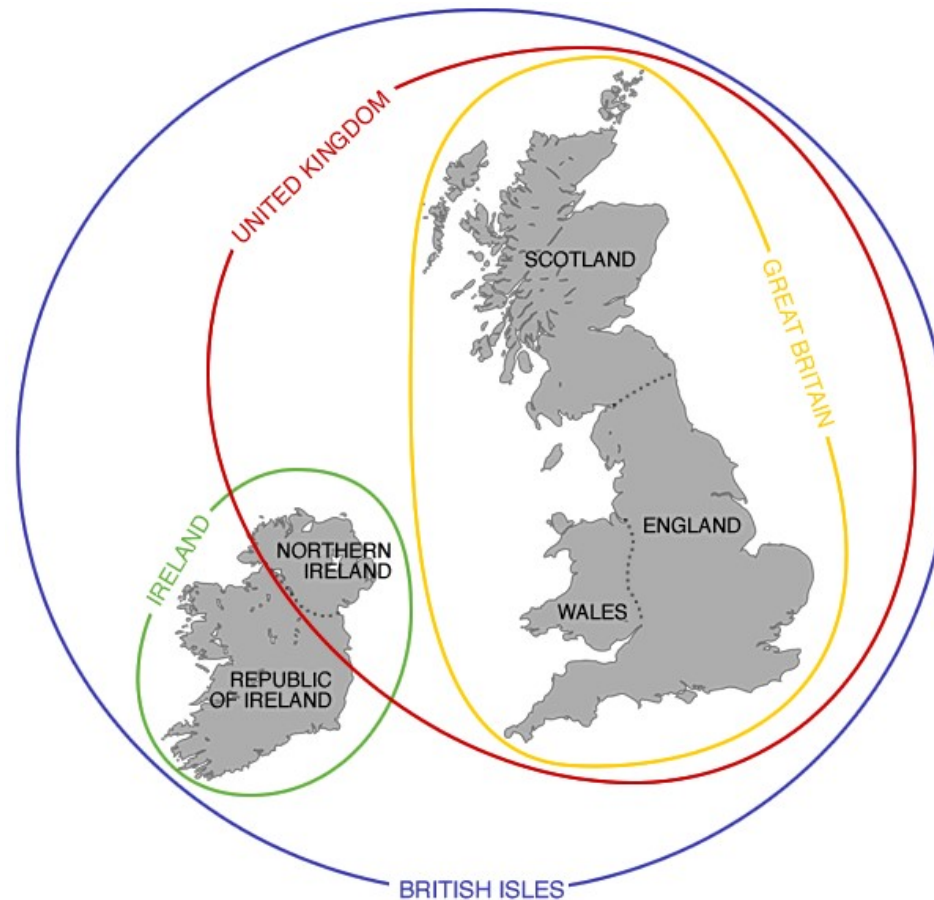 UNITED KINGDOM
SCOTLAND
GREAT BRITAIN
ENGLAND
IRELAND
NORTHERN
IRELAND
WALES
REPUBLIC
OF IRELAND
BRITISH ISLES